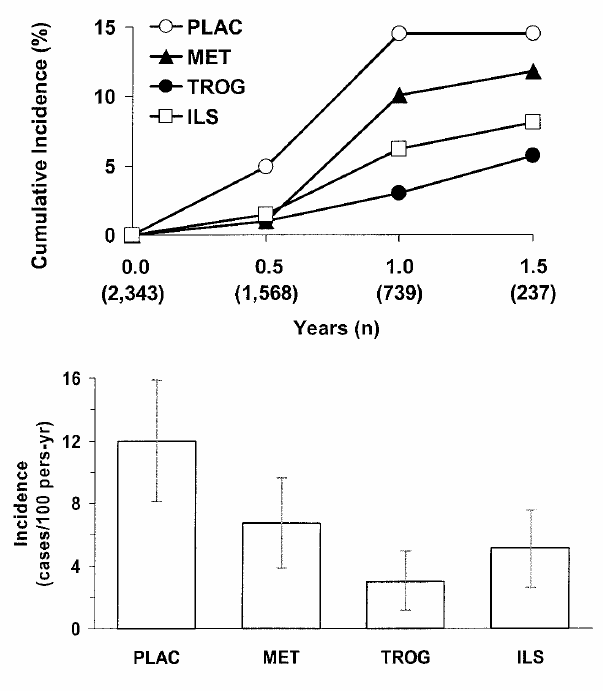 Cumulative Incidence (%)
15
10
5
0
PLAC
MET
TROG
ILS
0.0 0.5 1.0 1.5
(2,343) (1,568) (739) (237)
Years (n)
Incidence
(cases/100 pers-yr)
16
12
8
4
0
PLAC MET TROG ILS